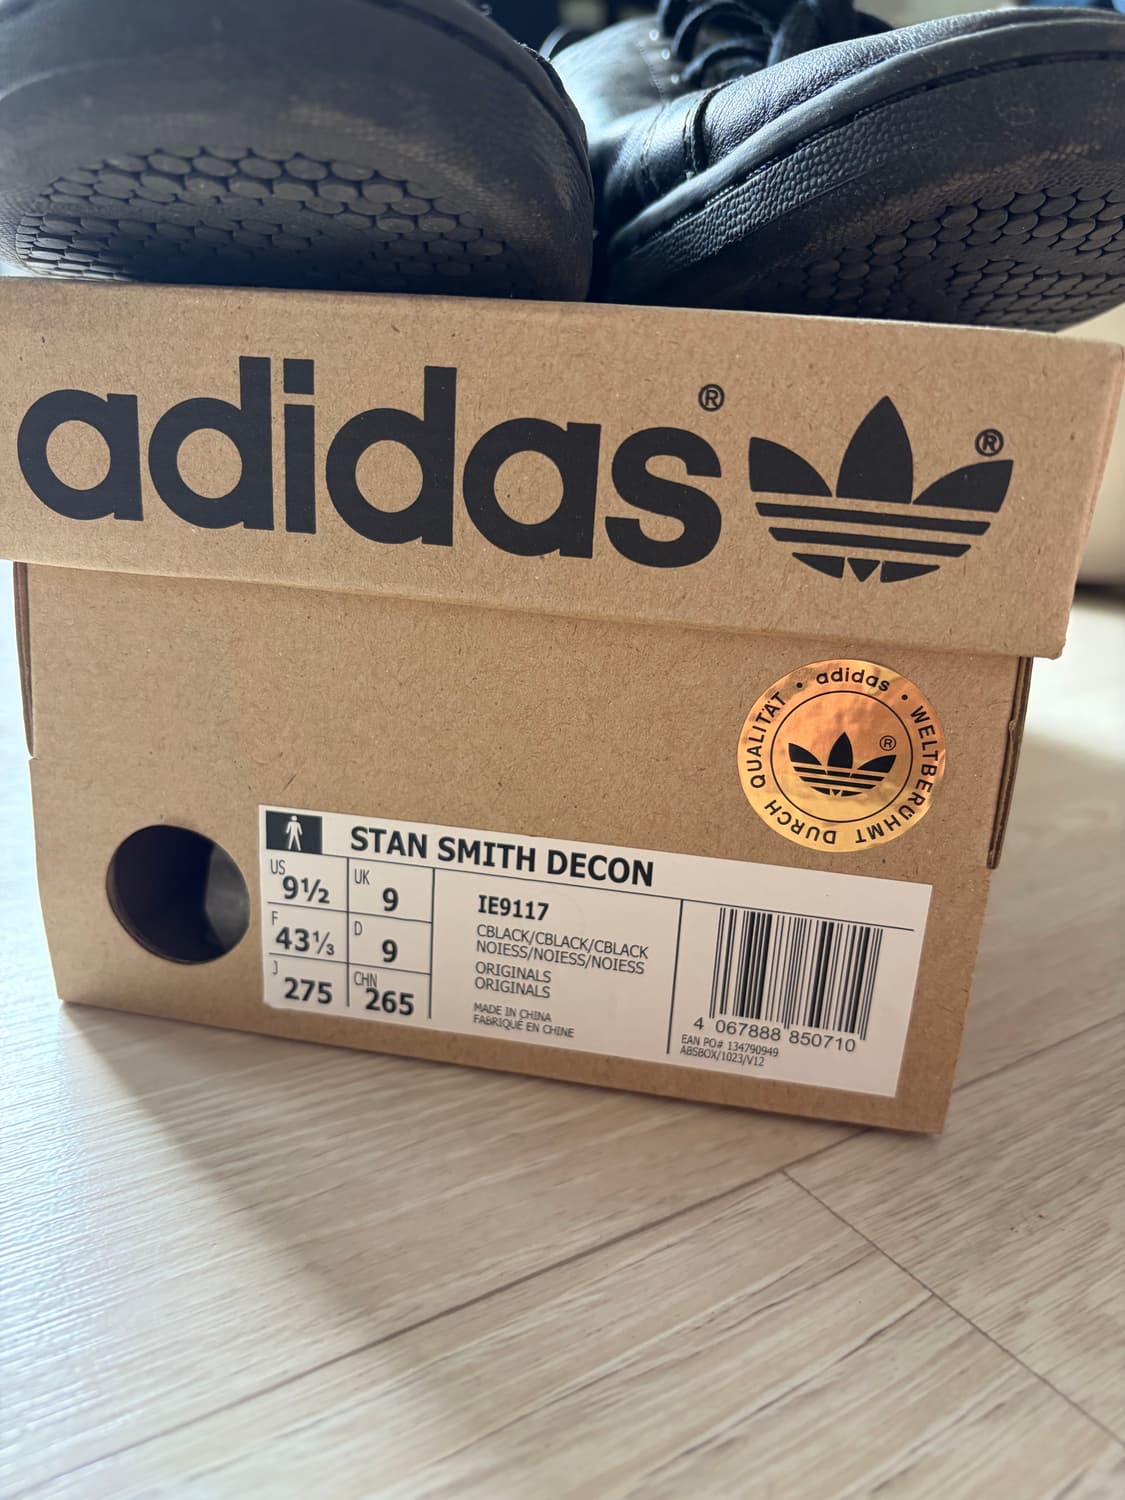 adidas®
®
· adidas · WELTBERÜHMT DURCH QUALITÄT
®
STAN SMITH DECON
US 9½ UK 9
F 43⅓ D 9
J 275 CHN 265
IE9117
CBLACK/CBLACK/CBLACK
NOIESS/NOIESS/NOIESS
ORIGINALS
ORIGINALS
MADE IN CHINA
FABRIQUÉ EN CHINE
4 067888 850710
EAN PO# 134790949
ABSBOX/1023/V12